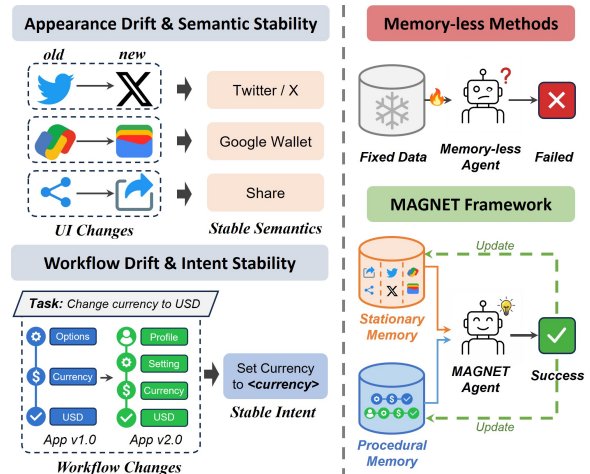 Appearance Drift & Semantic Stability
old
new
Twitter / X
Google Wallet
Share
UI Changes
Stable Semantics
Workflow Drift & Intent Stability
Task: Change currency to USD
Options
Currency
USD
App v1.0
Profile
Setting
Currency
USD
App v2.0
Workflow Changes
Set Currency
to <currency>
Stable Intent
Memory-less Methods
?
Fixed Data
Memory-less
Agent
Failed
MAGNET Framework
Update
Stationary
Memory
MAGNET
Agent
Success
Update
Procedural
Memory